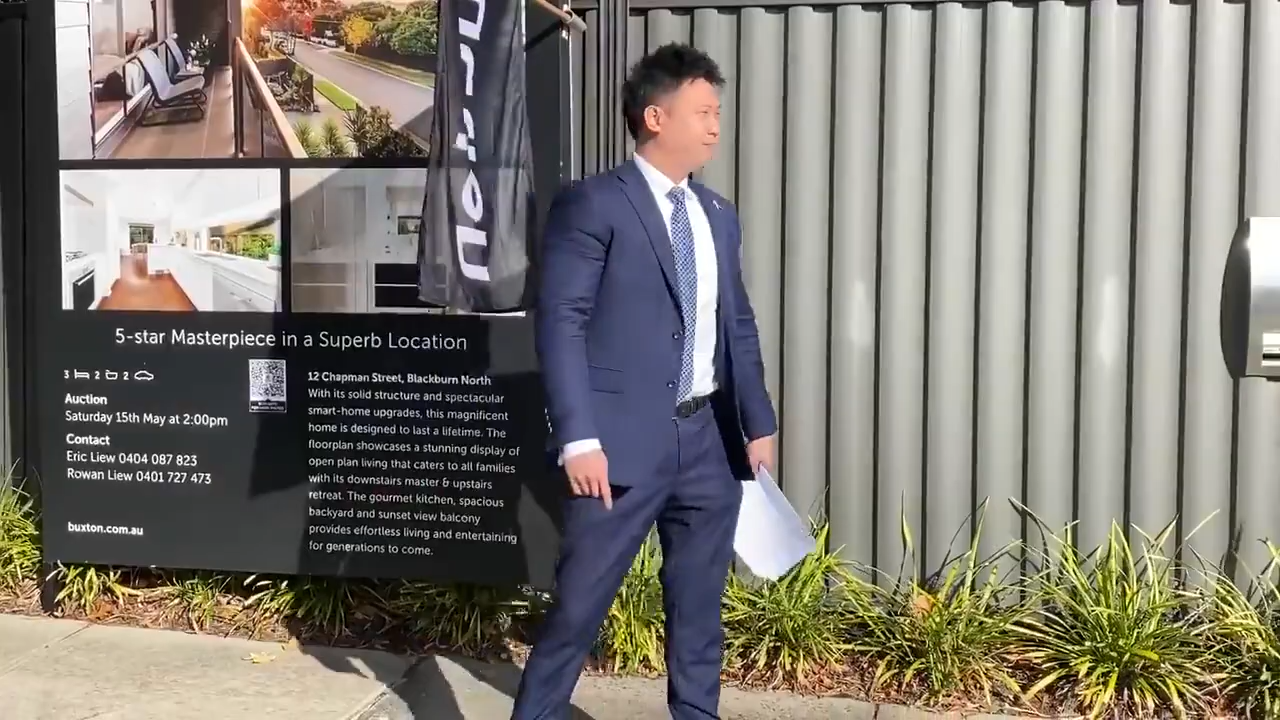 5-star Masterpiece in a Superb Location
3 2 2
Auction
Saturday 15th May at 2:00pm
Contact
Eric Liew 0404 087 823
Rowan Liew 0401 727 473
buxton.com.au
12 Chapman Street, Blackburn North
With its solid structure and spectacular
smart-home upgrades, this magnificent
home is designed to last a lifetime. The
floorplan showcases a stunning display of
open plan living that caters to all families
with its downstairs master & upstairs
retreat. The gourmet kitchen, spacious
backyard and sunset view balcony
provides effortless living and entertaining
for generations to come.